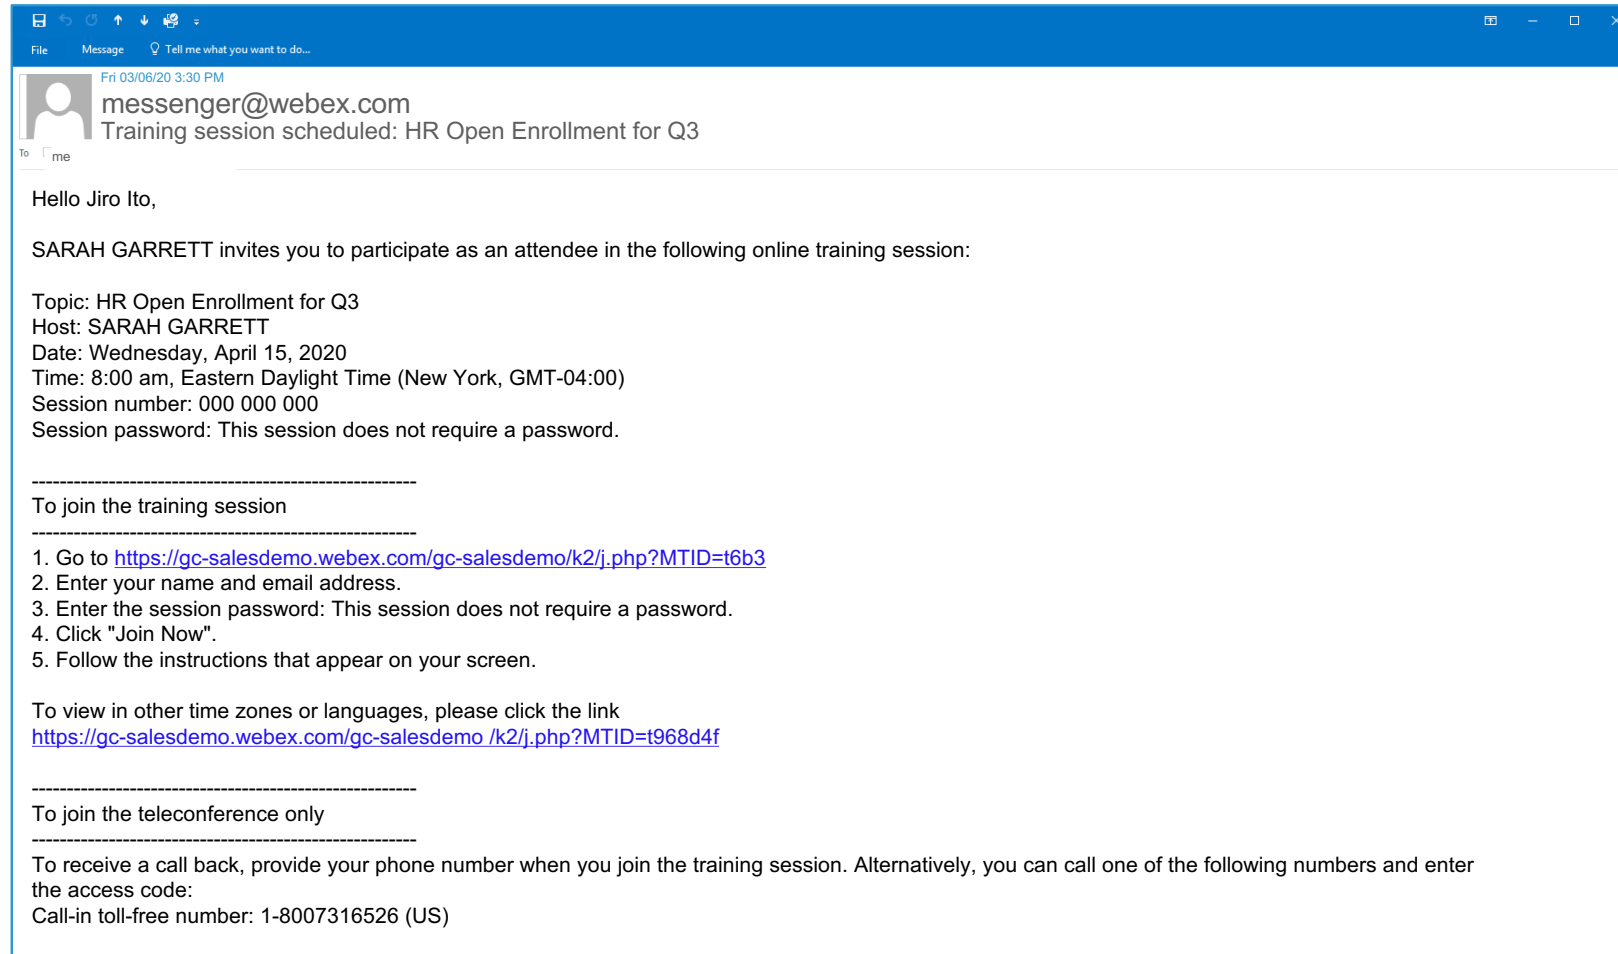 File Message Tell me what you want to do...
Fri 03/06/20 3:30 PM
messenger@webex.com
Training session scheduled: HR Open Enrollment for Q3
To me
Hello Jiro Ito,
SARAH GARRETT invites you to participate as an attendee in the following online training session:
Topic: HR Open Enrollment for Q3
Host: SARAH GARRETT
Date: Wednesday, April 15, 2020
Time: 8:00 am, Eastern Daylight Time (New York, GMT-04:00)
Session number: 000 000 000
Session password: This session does not require a password.
-------------------------------------------------------
To join the training session
-------------------------------------------------------
1. Go to https://gc-salesdemo.webex.com/gc-salesdemo/k2/j.php?MTID=t6b3
2. Enter your name and email address.
3. Enter the session password: This session does not require a password.
4. Click "Join Now".
5. Follow the instructions that appear on your screen.
To view in other time zones or languages, please click the link
https://gc-salesdemo.webex.com/gc-salesdemo /k2/j.php?MTID=t968d4f
-------------------------------------------------------
To join the teleconference only
-------------------------------------------------------
To receive a call back, provide your phone number when you join the training session. Alternatively, you can call one of the following numbers and enter
the access code:
Call-in toll-free number: 1-8007316526 (US)